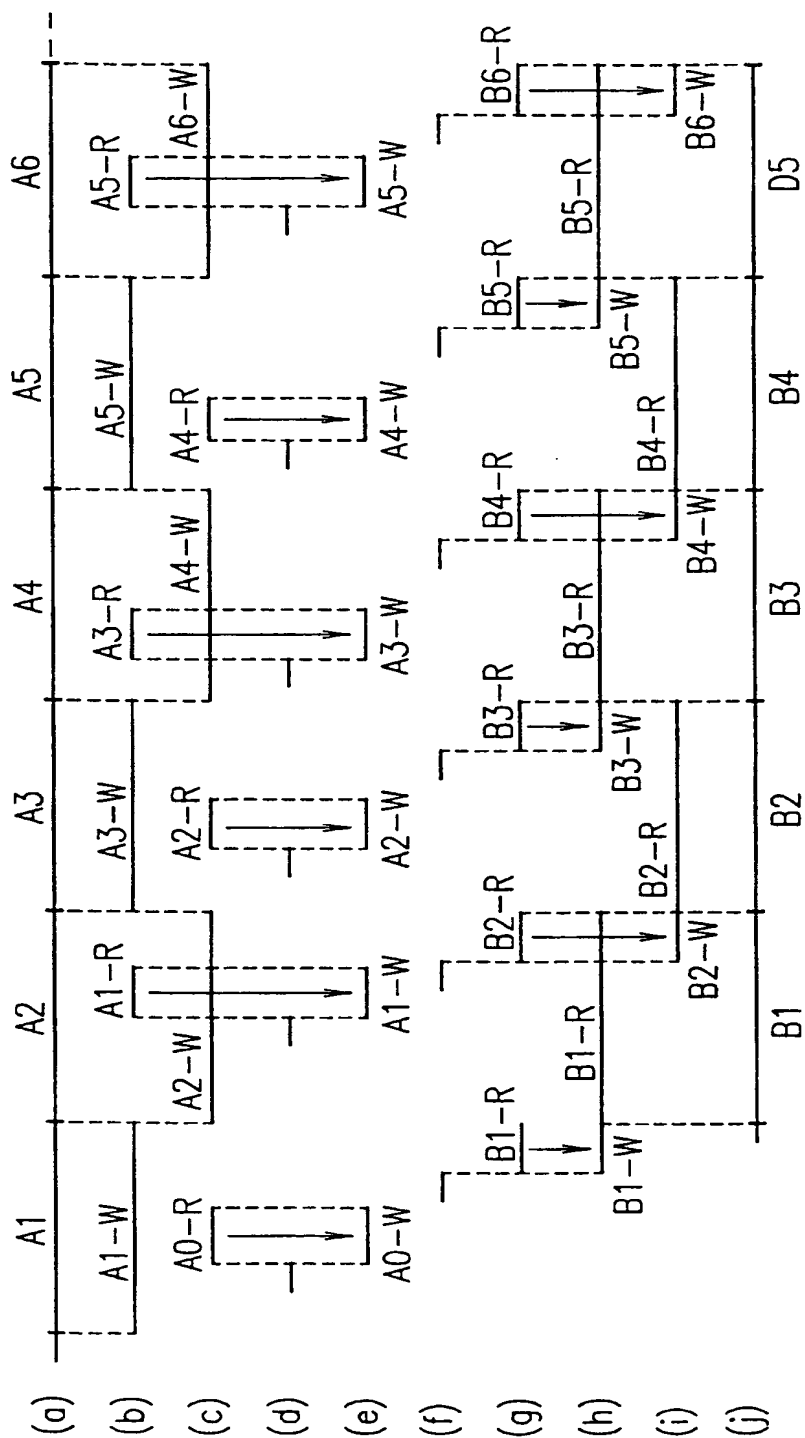 (a) A1 A2 A3 A4 A5 A6
(b) A1-W A1-R A3-W A3-R A5-W A5-R
(c) A0-R A2-W A2-R A4-W A4-R A6-W
(d)
(e) A0-W A1-W A2-W A3-W A4-W A5-W
(f)
(g) B1-R B2-R B3-R B4-R B5-R B6-R
(h) B1-W B1-R B3-W B3-R B5-W B5-R
(i) B2-W B2-R B4-W B4-R B6-W
(j) B1 B2 B3 B4 D5